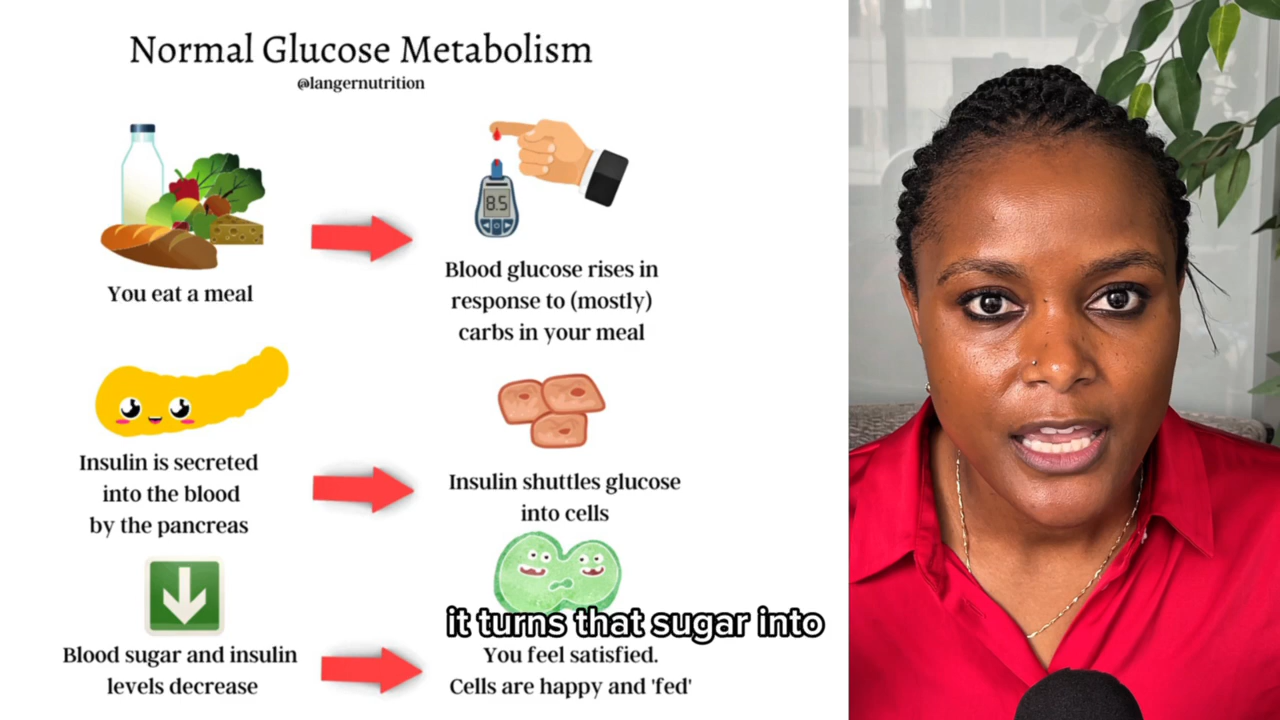 Normal Glucose Metabolism
@langernutrition
8.5
You eat a meal
Blood glucose rises in
response to (mostly)
carbs in your meal
Insulin is secreted
into the blood
by the pancreas
Insulin shuttles glucose
into cells
it turns that sugar into
Blood sugar and insulin
levels decrease
You feel satisfied.
Cells are happy and 'fed'